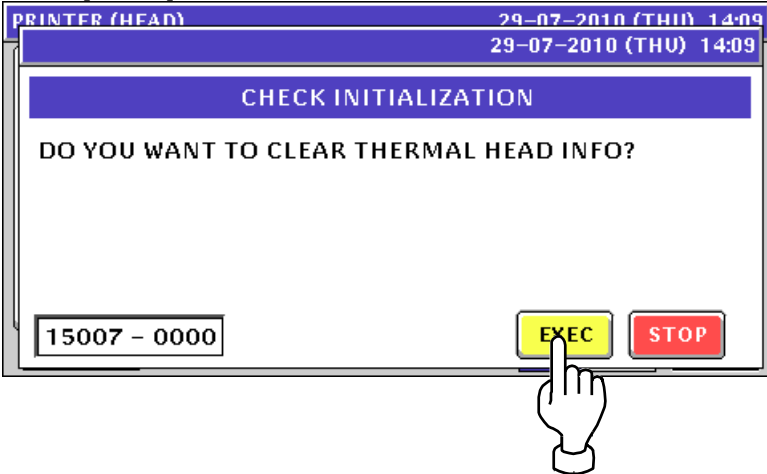 PRINTER (HEAD) 29-07-2010 (THU) 14:09
29-07-2010 (THU) 14:09
CHECK INITIALIZATION
DO YOU WANT TO CLEAR THERMAL HEAD INFO?
15007 - 0000 EXEC STOP